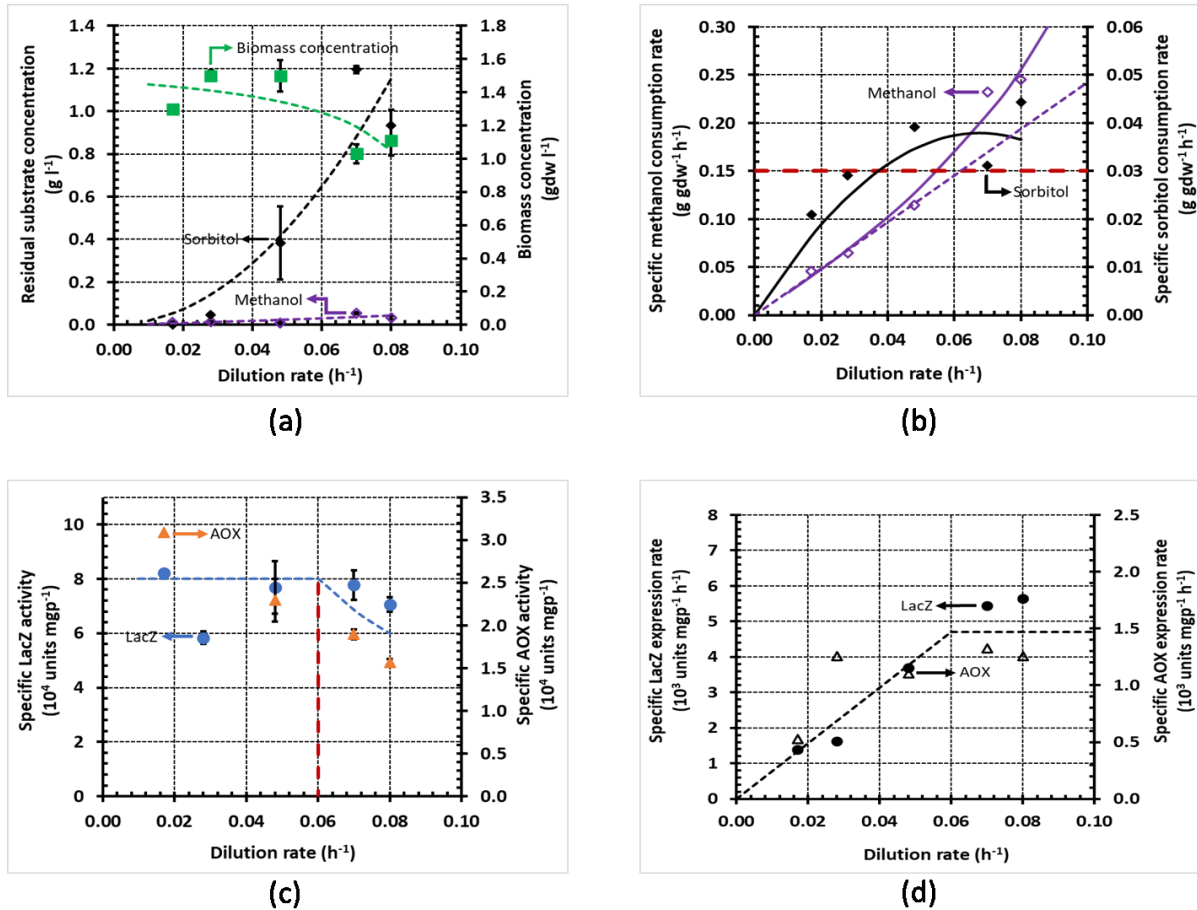 1.4
1.2
1.0
0.8
0.6
0.4
0.2
0.0
Residual substrate concentration
(g l⁻¹)
1.8
1.6
1.4
1.2
1.0
0.8
0.6
0.4
0.2
0.0
Biomass concentration
(gdw l⁻¹)
Biomass concentration
Sorbitol
Methanol
0.00 0.02 0.04 0.06 0.08 0.10
Dilution rate (h⁻¹)
(a)
0.30
0.25
0.20
0.15
0.10
0.05
0.00
Specific methanol consumption rate
(g gdw⁻¹ h⁻¹)
0.06
0.05
0.04
0.03
0.02
0.01
0.00
Specific sorbitol consumption rate
(g gdw⁻¹ h⁻¹)
Methanol
Sorbitol
0.00 0.02 0.04 0.06 0.08 0.10
Dilution rate (h⁻¹)
(b)
10
8
6
4
2
0
Specific LacZ activity
(10⁴ units mgp⁻¹)
3.5
3.0
2.5
2.0
1.5
1.0
0.5
0.0
Specific AOX activity
(10⁴ units mgp⁻¹)
AOX
LacZ
0.00 0.02 0.04 0.06 0.08 0.10
Dilution rate (h⁻¹)
(c)
8
7
6
5
4
3
2
1
0
Specific LacZ expression rate
(10³ units mgp⁻¹ h⁻¹)
2.5
2.0
1.5
1.0
0.5
0.0
Specific AOX expression rate
(10³ units mgp⁻¹ h⁻¹)
LacZ
AOX
0.00 0.02 0.04 0.06 0.08 0.10
Dilution rate (h⁻¹)
(d)